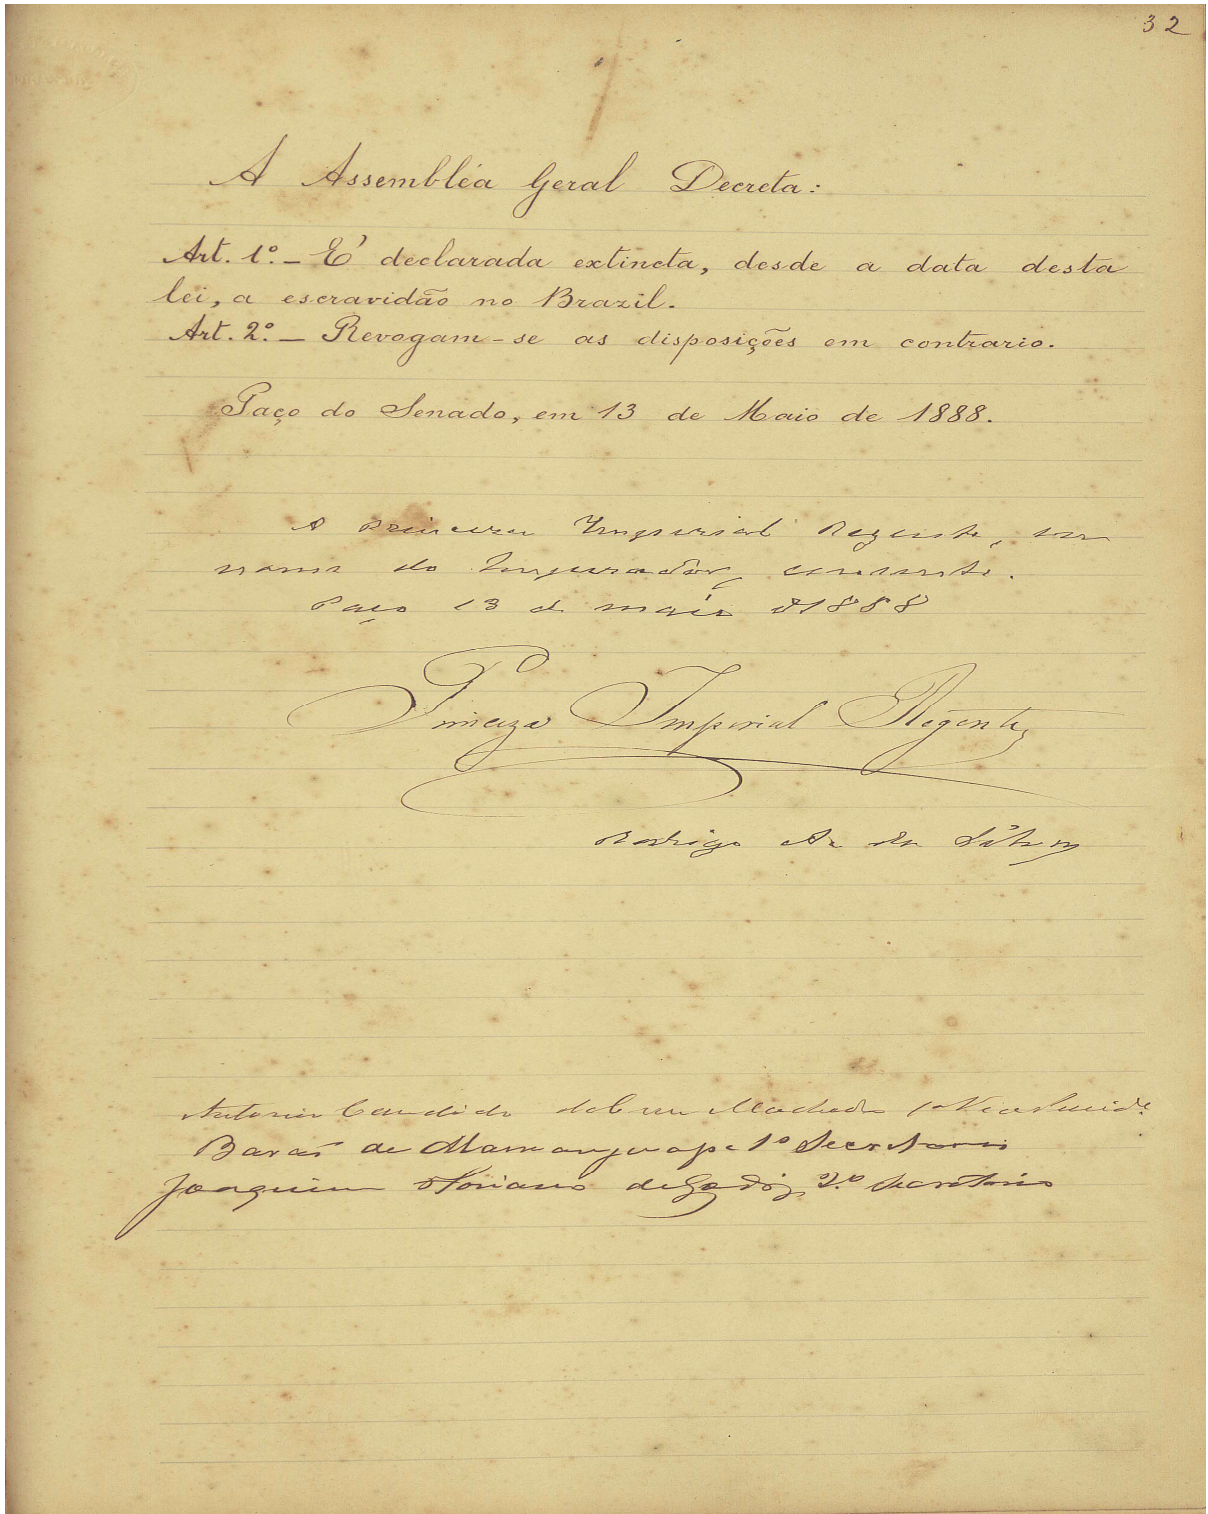 32
A Assembléa Geral Decreta:
Art. 1º. — E' declarada extincta, desde a data desta
lei, a escravidão no Brazil.
Art. 2º. — Revogam-se as disposições em contrario.
Paço do Senado, em 13 de Maio de 1888.
A Princeza Imperial Regente, em
nome do Imperador, consente.
Paço 13 de maio de 1888
Princeza Imperial Regente
Rodrigo A. da Silva
Antonio Candido da Cruz Machado 1º Vice Presid.e
Barão de Mamanguape 1º Secretario
Joaquim Floriano de Godoy, 2º Secretario